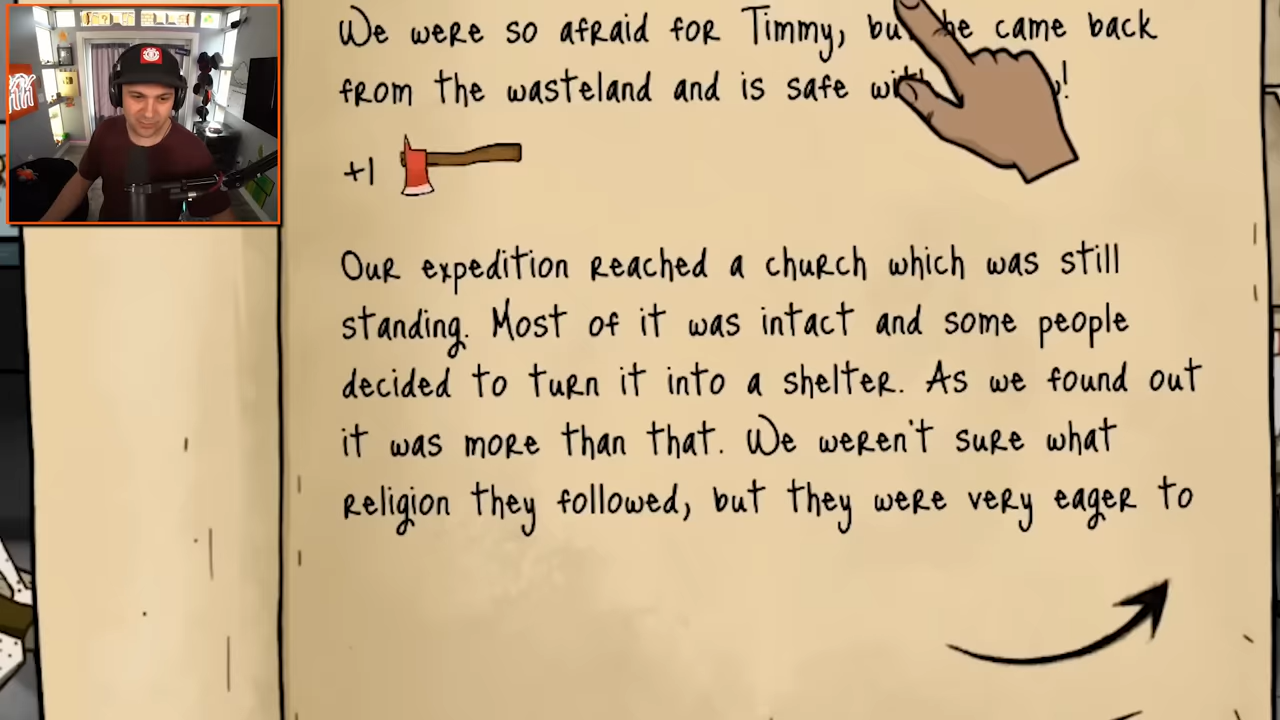 We were so afraid for Timmy, but he came back
from the wasteland and is safe
+1
Our expedition reached a church which was still
standing. Most of it was intact and some people
decided to turn it into a shelter. As we found out
it was more than that. We weren't sure what
religion they followed, but they were very eager to